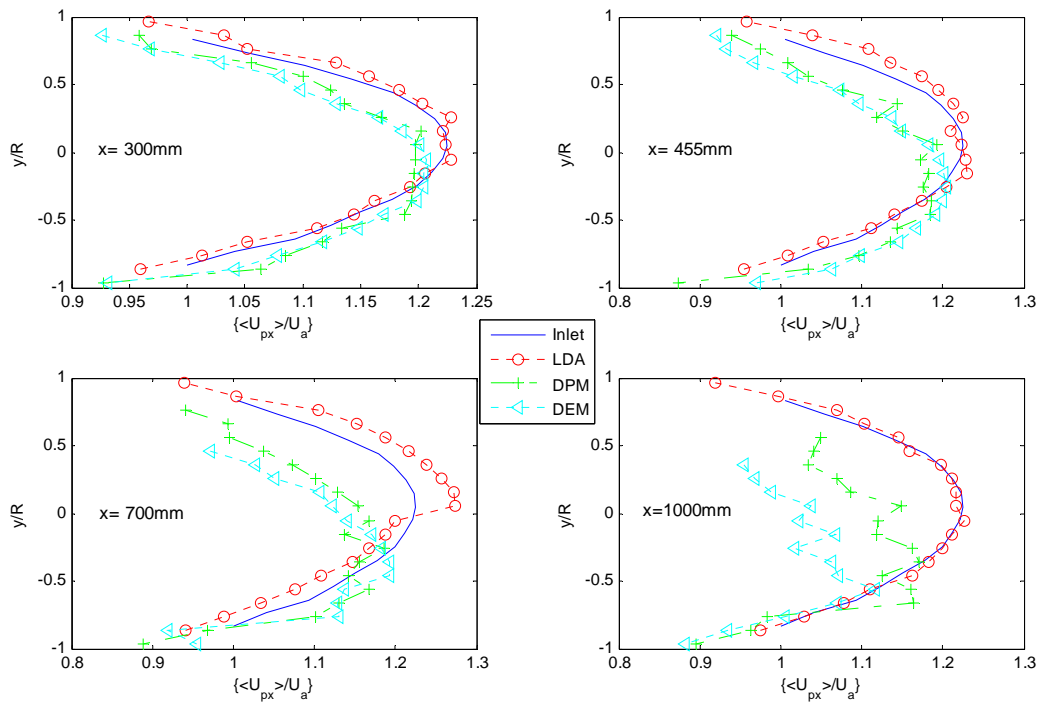 1
0.5
0
-0.5
-1
y/R
x= 300mm
0.9 0.95 1 1.05 1.1 1.15 1.2 1.25
{<U_px>/U_a}
1
0.5
0
-0.5
-1
y/R
x= 455mm
0.8 0.9 1 1.1 1.2 1.3
{<U_px>/U_a}
Inlet
LDA
DPM
DEM
1
0.5
0
-0.5
-1
y/R
x= 700mm
0.8 0.9 1 1.1 1.2 1.3
{<U_px>/U_a}
1
0.5
0
-0.5
-1
y/R
x=1000mm
0.8 0.9 1 1.1 1.2 1.3
{<U_px>/U_a}